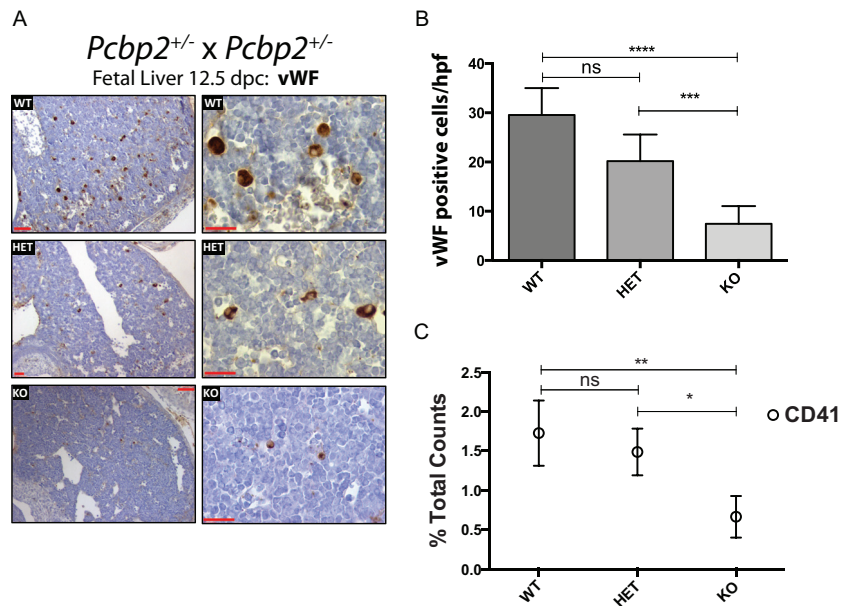 A
Pcbp2+/- x Pcbp2+/-
Fetal Liver 12.5 dpc: vWF
WT
WT
HET
HET
KO
KO
B
vWF positive cells/hpf
40
30
20
10
0
****
ns
***
WT
HET
KO
C
% Total Counts
2.5
2.0
1.5
1.0
0.5
0.0
**
ns
*
CD41
WT
HET
KO